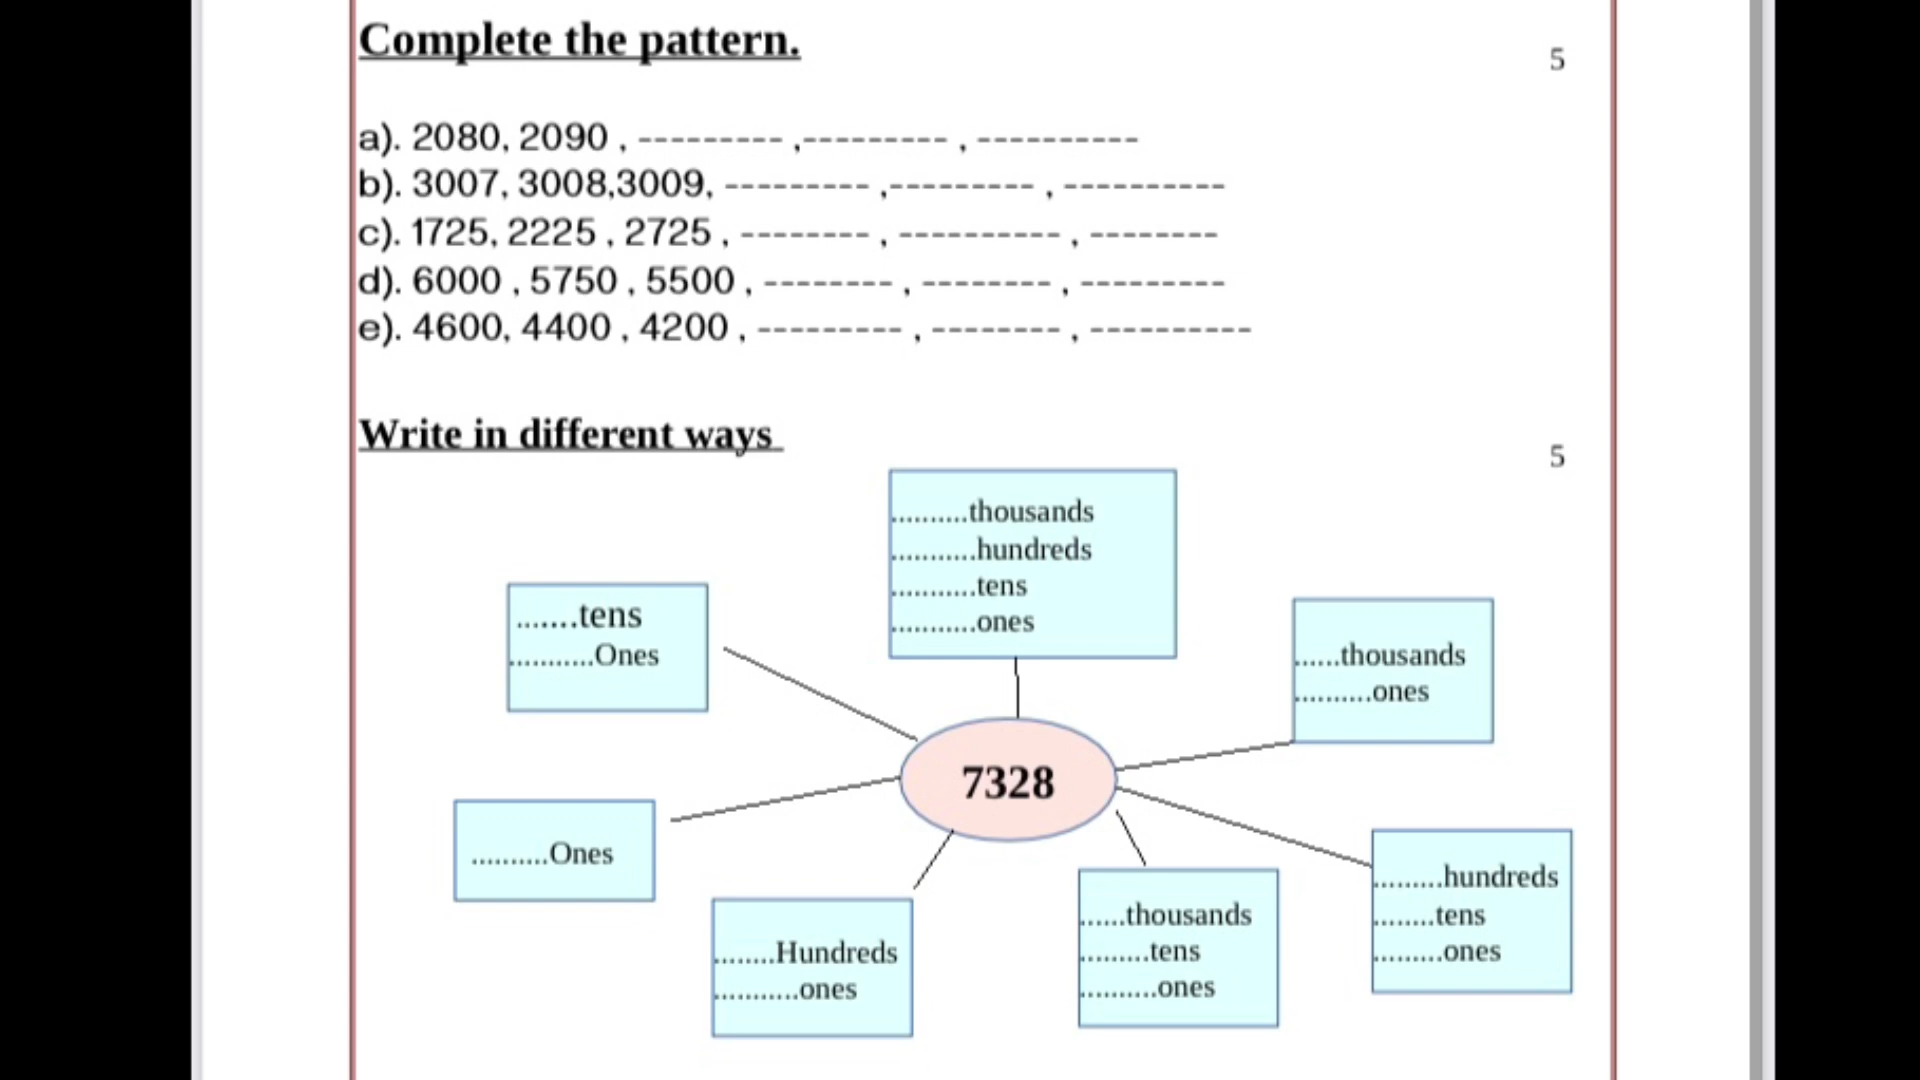 Complete the pattern.
5
a). 2080, 2090 , --------- ,--------- , ----------
b). 3007, 3008,3009, --------- ,--------- , ----------
c). 1725, 2225 , 2725 , -------- , ---------- , --------
d). 6000 , 5750 , 5500 , -------- , -------- , ---------
e). 4600, 4400 , 4200 , --------- , -------- , ----------
Write in different ways
5
..........thousands
...........hundreds
...........tens
...........ones
.......tens
...........Ones
......thousands
..........ones
7328
..........Ones
........Hundreds
...........ones
......thousands
.........tens
..........ones
.........hundreds
........tens
.........ones